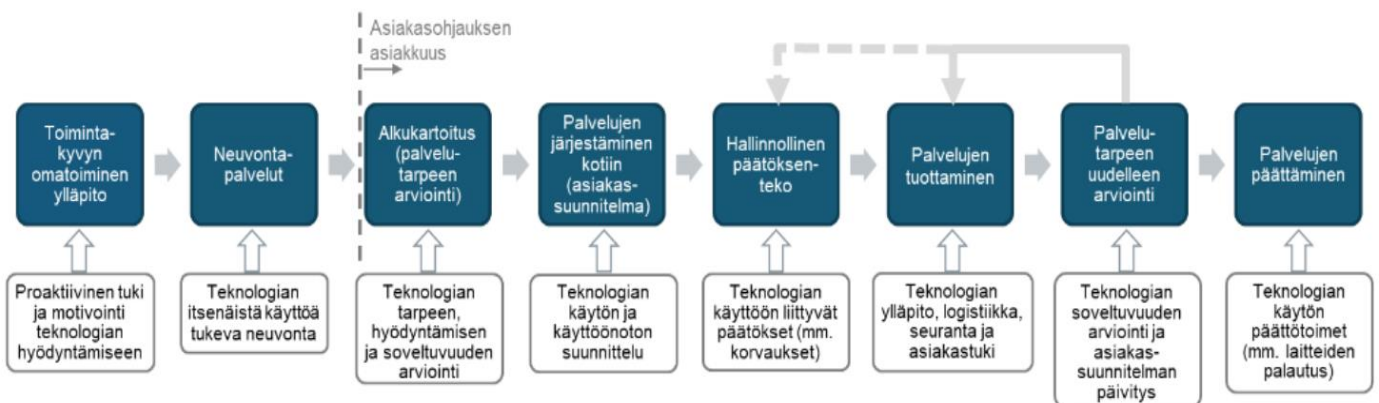 Asiakasohjauksen
asiakkuus
Toiminta-
kyvyn
omatoiminen
ylläpito
Neuvonta-
palvelut
Alkukartoitus
(palvelu-
tarpeen
arviointi)
Palvelujen
järjestäminen
kotiin
(asiakas-
suunnitelma)
Hallinnollinen
päätöksen-
teko
Palvelujen
tuottaminen
Palvelu-
tarpeen
uudelleen
arviointi
Palvelujen
päättäminen
Proaktiivinen tuki
ja motivointi
teknologian
hyödyntämiseen
Teknologian
itsenäistä käyttöä
tukeva neuvonta
Teknologian
tarpeen,
hyödyntämisen
ja soveltuvuuden
arviointi
Teknologian
käytön ja
käyttöönoton
suunnittelu
Teknologian
käyttöön liittyvät
päätökset (mm.
korvaukset)
Teknologian
ylläpito, logistiikka,
seuranta ja
asiakastuki
Teknologian
soveltuvuuden
arviointi ja
asiakas-
suunnitelman
päivitys
Teknologian
käytön
päättötoimet
(mm. laitteiden
palautus)